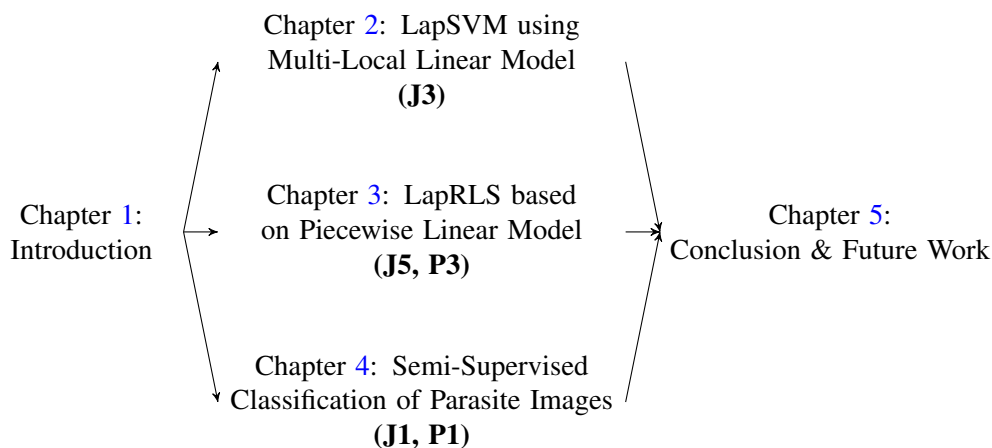 Chapter 1:
Introduction
Chapter 2: LapSVM using
Multi-Local Linear Model
(J3)
Chapter 3: LapRLS based
on Piecewise Linear Model
(J5, P3)
Chapter 4: Semi-Supervised
Classification of Parasite Images
(J1, P1)
Chapter 5:
Conclusion & Future Work